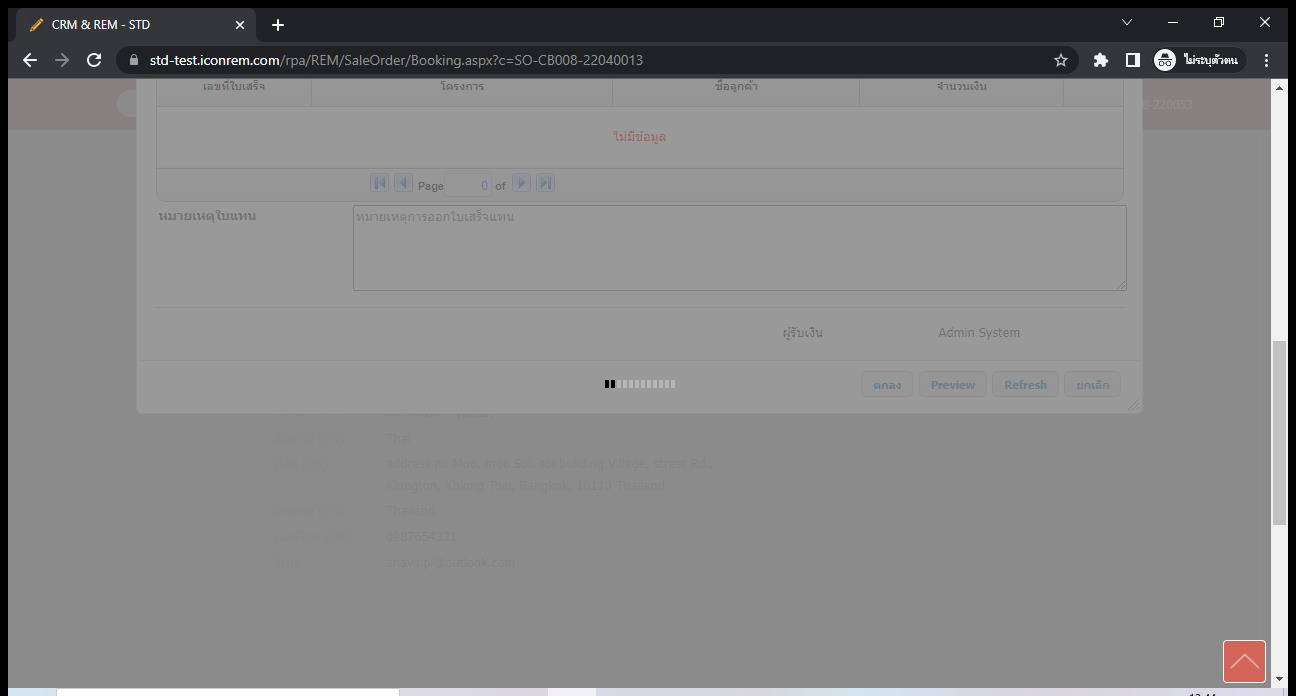 CRM & REM - STD
std-test.iconrem.com/rpa/REM/SaleOrder/Booking.aspx?c=SO-CB008-22040013
ไม่ระบุตัวตน
เลขที่ใบเสร็จ โครงการ ชื่อลูกค้า จำนวนเงิน
8-220053
ไม่มีข้อมูล
Page 0 of
หมายเหตุใบแทน
หมายเหตุการออกใบเสร็จแทน
ผู้รับเงิน Admin System
ตกลง Preview Refresh ยกเลิก
Thai
address no Moo, moo Soi, soi building Village, street Rd.,
Klongton, Khlong Toei, Bangkok, 10110 Thailand
Thailand
0987654321